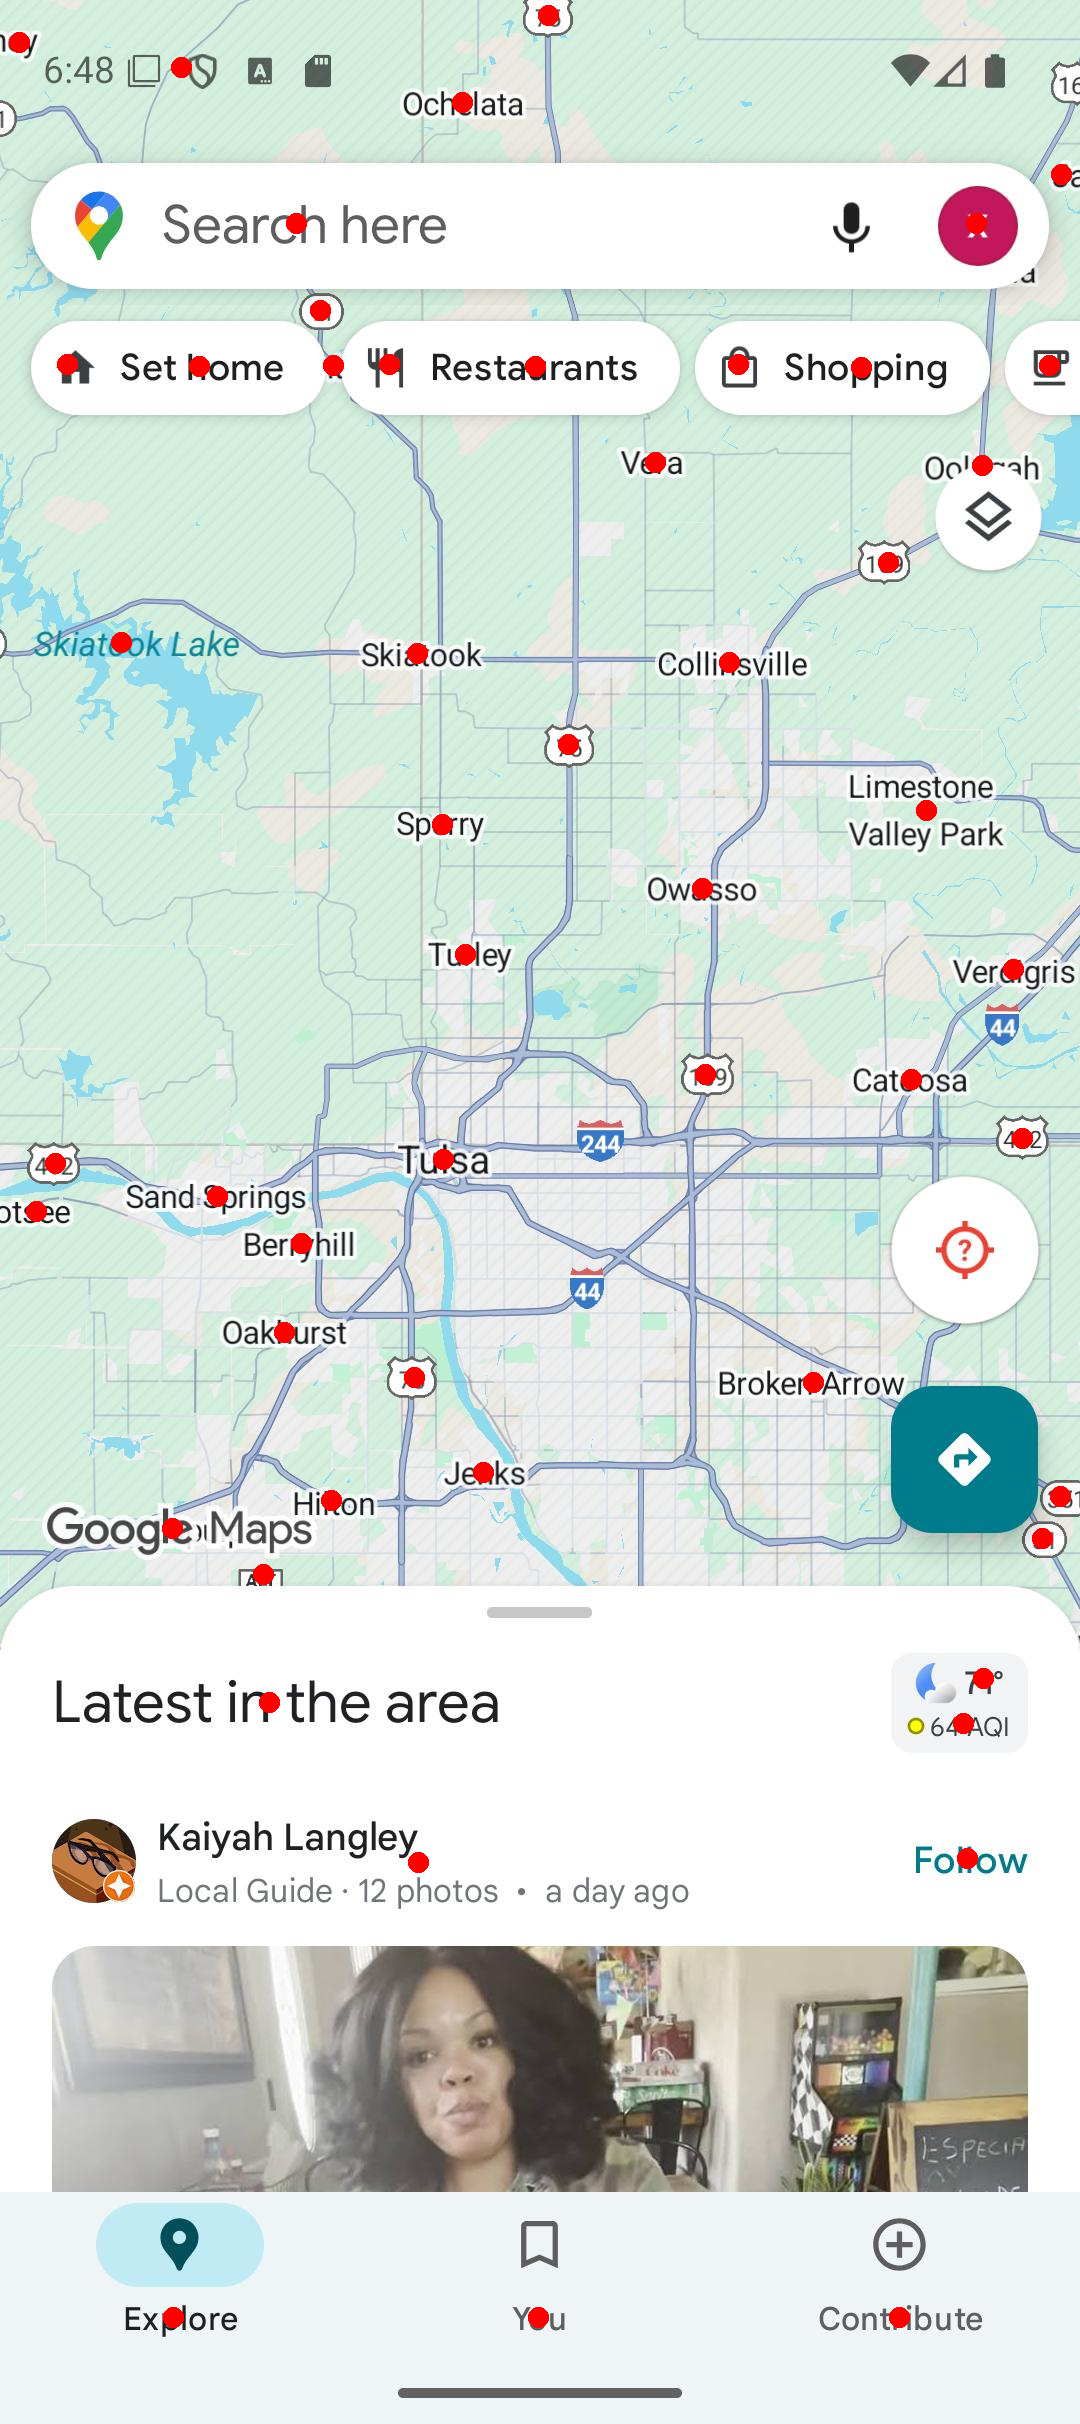 6:48
Ochelata
Search here
Set home
Restaurants
Shopping
Vera
Oologah
Skiatook Lake
Skiatook
Collinsville
Limestone
Valley Park
Sperry
Owasso
Turley
Verdigris
44
Catoosa
244
Tulsa
Sand Springs
Berryhill
44
Oakhurst
Broken Arrow
Jenks
Hilton
Google Maps
Latest in the area
64 AQI
Kaiyah Langley
Local Guide · 12 photos • a day ago
Follow
Coke
ESPECIA
Explore
You
Contribute